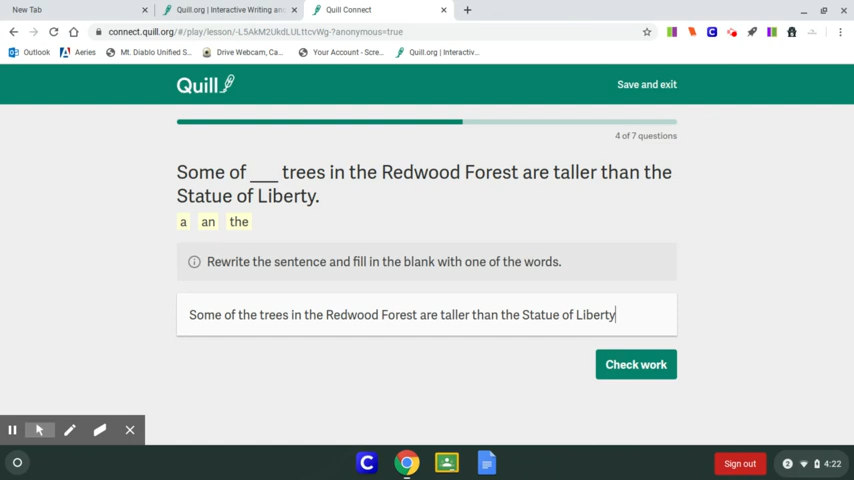 New Tab
Quill.org | Interactive Writing an
Quill Connect
connect.quill.org/#/play/lesson/-L5AkM2UkdLULttcvWg-?anonymous=true
Outlook
Aeries
Mt. Diablo Unified S...
Drive Webcam, Ca...
Your Account - Scre...
Quill.org | Interactiv...
Quill
Save and exit
4 of 7 questions
Some of ___ trees in the Redwood Forest are taller than the
Statue of Liberty.
a an the
Rewrite the sentence and fill in the blank with one of the words.
Some of the trees in the Redwood Forest are taller than the Statue of Liberty
Check work
Sign out
2
4:22